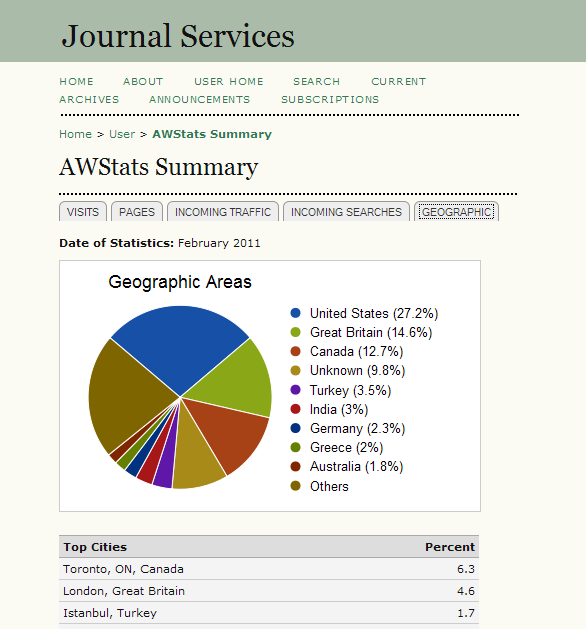 Journal Services
HOME ABOUT USER HOME SEARCH CURRENT
ARCHIVES ANNOUNCEMENTS SUBSCRIPTIONS
Home > User > AWStats Summary
AWStats Summary
VISITS PAGES INCOMING TRAFFIC INCOMING SEARCHES GEOGRAPHIC
Date of Statistics: February 2011
Geographic Areas
United States (27.2%)
Great Britain (14.6%)
Canada (12.7%)
Unknown (9.8%)
Turkey (3.5%)
India (3%)
Germany (2.3%)
Greece (2%)
Australia (1.8%)
Others
Top Cities Percent
Toronto, ON, Canada 6.3
London, Great Britain 4.6
Istanbul, Turkey 1.7